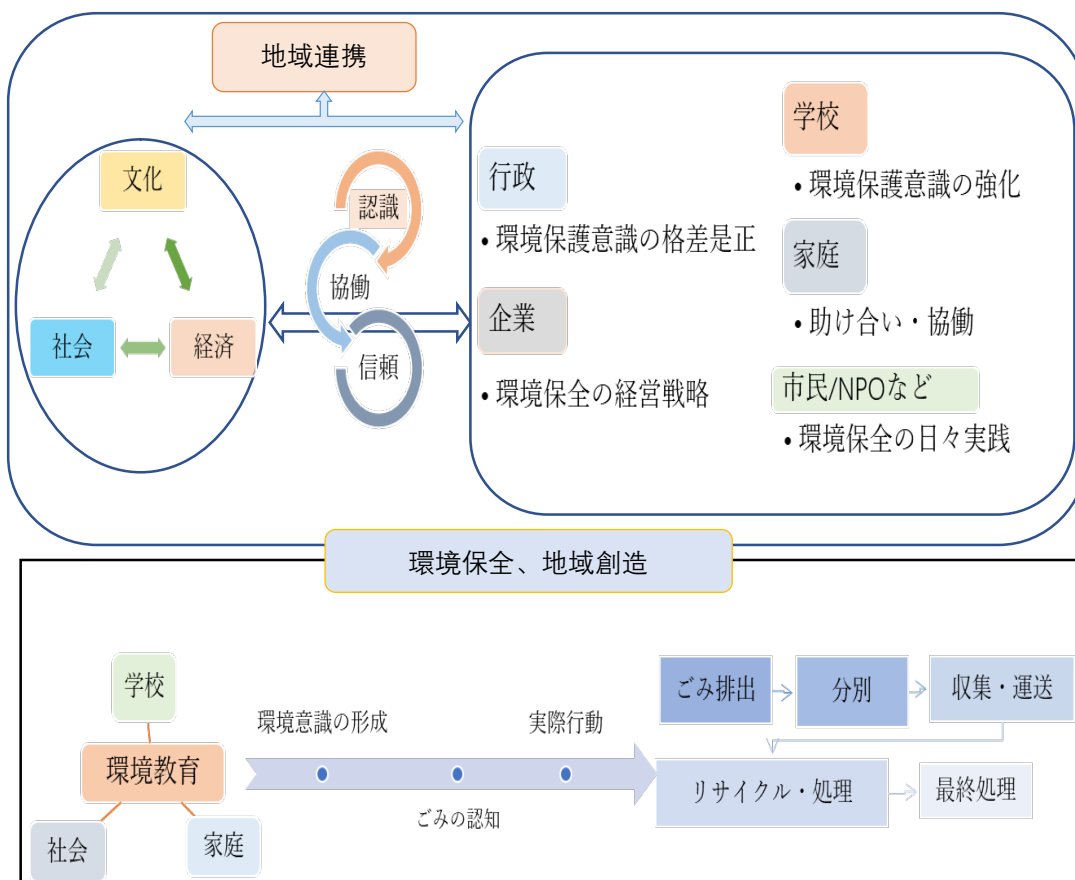 地域連携
文化
社会
経済
認識
協働
信頼
行政
• 環境保護意識の格差是正
企業
• 環境保全の経営戦略
学校
• 環境保護意識の強化
家庭
• 助け合い・協働
市民/NPOなど
• 環境保全の日々実践
環境保全、地域創造
学校
環境教育
社会
家庭
環境意識の形成
ごみの認知
実際行動
ごみ排出
分別
収集・運送
リサイクル・処理
最終処理